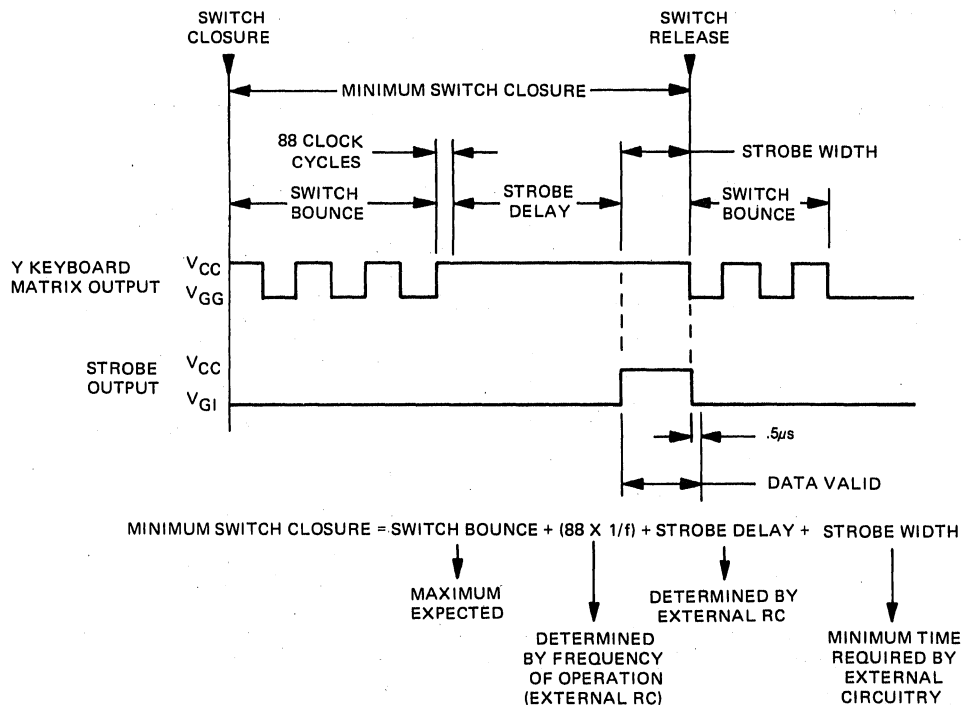 SWITCH
CLOSURE
SWITCH
RELEASE
MINIMUM SWITCH CLOSURE
88 CLOCK
CYCLES
STROBE WIDTH
SWITCH
BOUNCE
STROBE
DELAY
SWITCH
BOUNCE
Y KEYBOARD
MATRIX OUTPUT
VCC
VGG
STROBE
OUTPUT
VCC
VGI
.5µs
DATA VALID
MINIMUM SWITCH CLOSURE = SWITCH BOUNCE + (88 X 1/f) + STROBE DELAY + STROBE WIDTH
MAXIMUM
EXPECTED
DETERMINED
BY FREQUENCY
OF OPERATION
(EXTERNAL RC)
DETERMINED BY
EXTERNAL RC
MINIMUM TIME
REQUIRED BY
EXTERNAL
CIRCUITRY